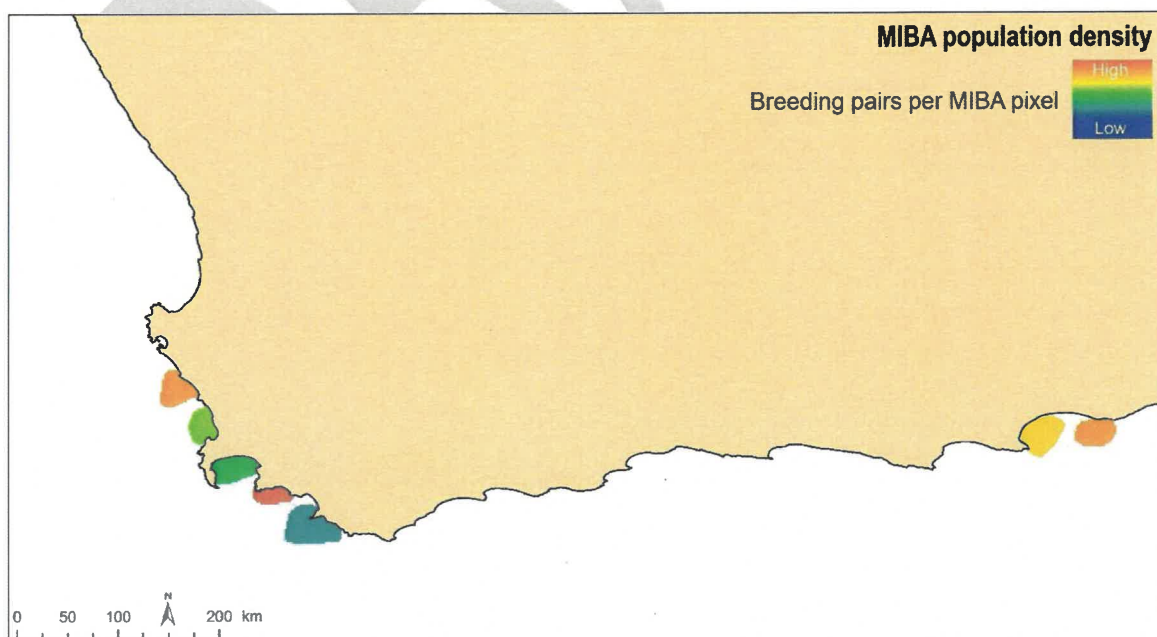 MIBA population density
High
Breeding pairs per MIBA pixel
Low
N
0 50 100 200 km